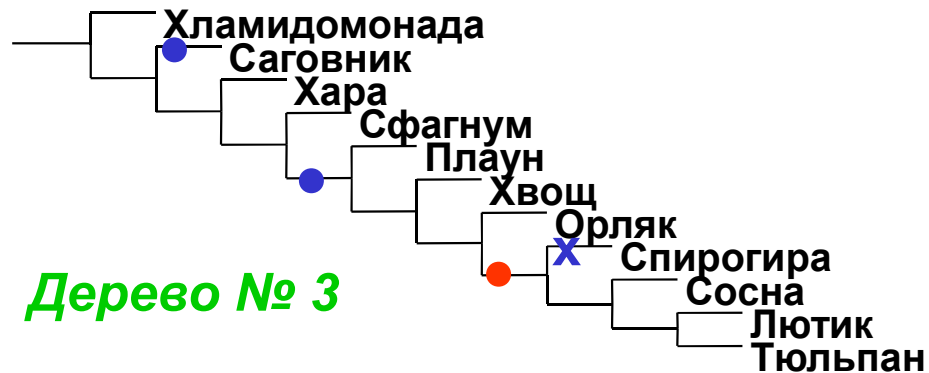 Хламидомонада
Саговник
Хара
Сфагнум
Плаун
Хвощ
Орляк
х
Спирогира
Сосна
Лютик
Тюльпан
Дерево № 3